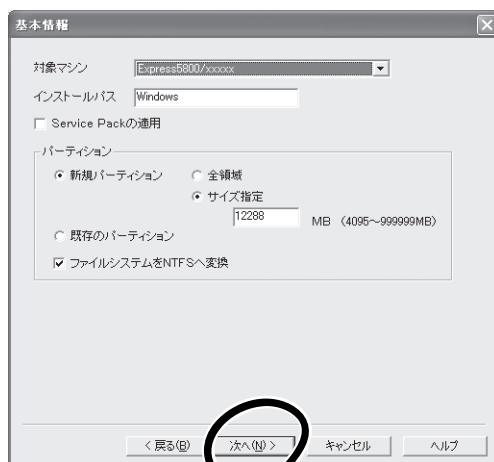 基本情報
対象マシン Express5800/xxxxx
インストールパス Windows
Service Packの適用
パーティション
新規パーティション 全領域
サイズ指定
12288 MB (4095~999999MB)
既存のパーティション
ファイルシステムをNTFSへ変換
< 戻る(B) 次へ(N) > キャンセル ヘルプ